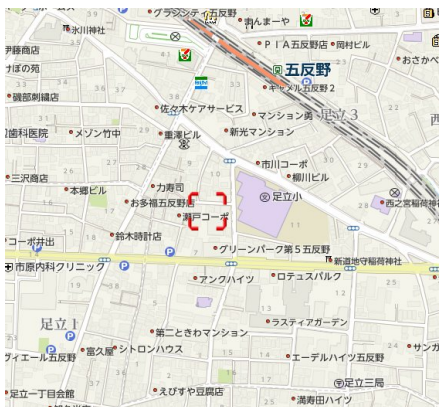 グランシティ五反野
おんまーや
氷川神社
PIA五反野店
岡村ビル
伊藤商店
五反野
おさかべ
けぼの苑
キャメル五反野2
磯部刺繍店
佐々木ケアサービス
マンション勇
足立3
西
歯科医院
メゾン竹中
重澤ビル
新光マンション
市川コーポ
柳川ビル
三沢商店
力寿司
本郷ビル
お多福五反野店
足立小
西之宮稲荷神
瀬戸コーポ
鈴木時計店
コーポ井出
グリーンパーク第5五反野
新道地守稲荷神社
市原内科クリニック
アンクハイツ
ロテュスパルク
ラスティアガーデン
足立1
第二ときわマンション
サンガ
富久屋
シトロンハウス
ヴィエール五反野
エーデルハイツ五反野
足立三局
足立一丁目会館
えびすや豆腐店
満寿田ハイツ